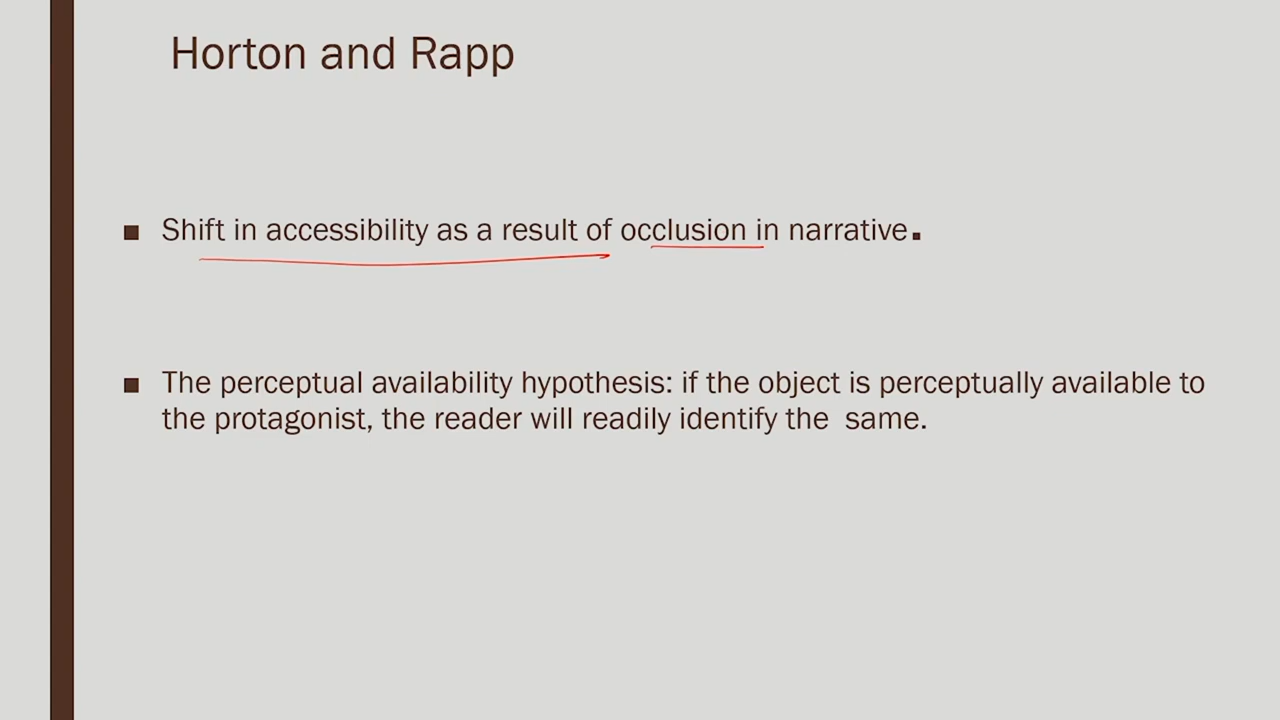 Horton and Rapp
■ Shift in accessibility as a result of occlusion in narrative.
■ The perceptual availability hypothesis: if the object is perceptually available to
the protagonist, the reader will readily identify the  same.